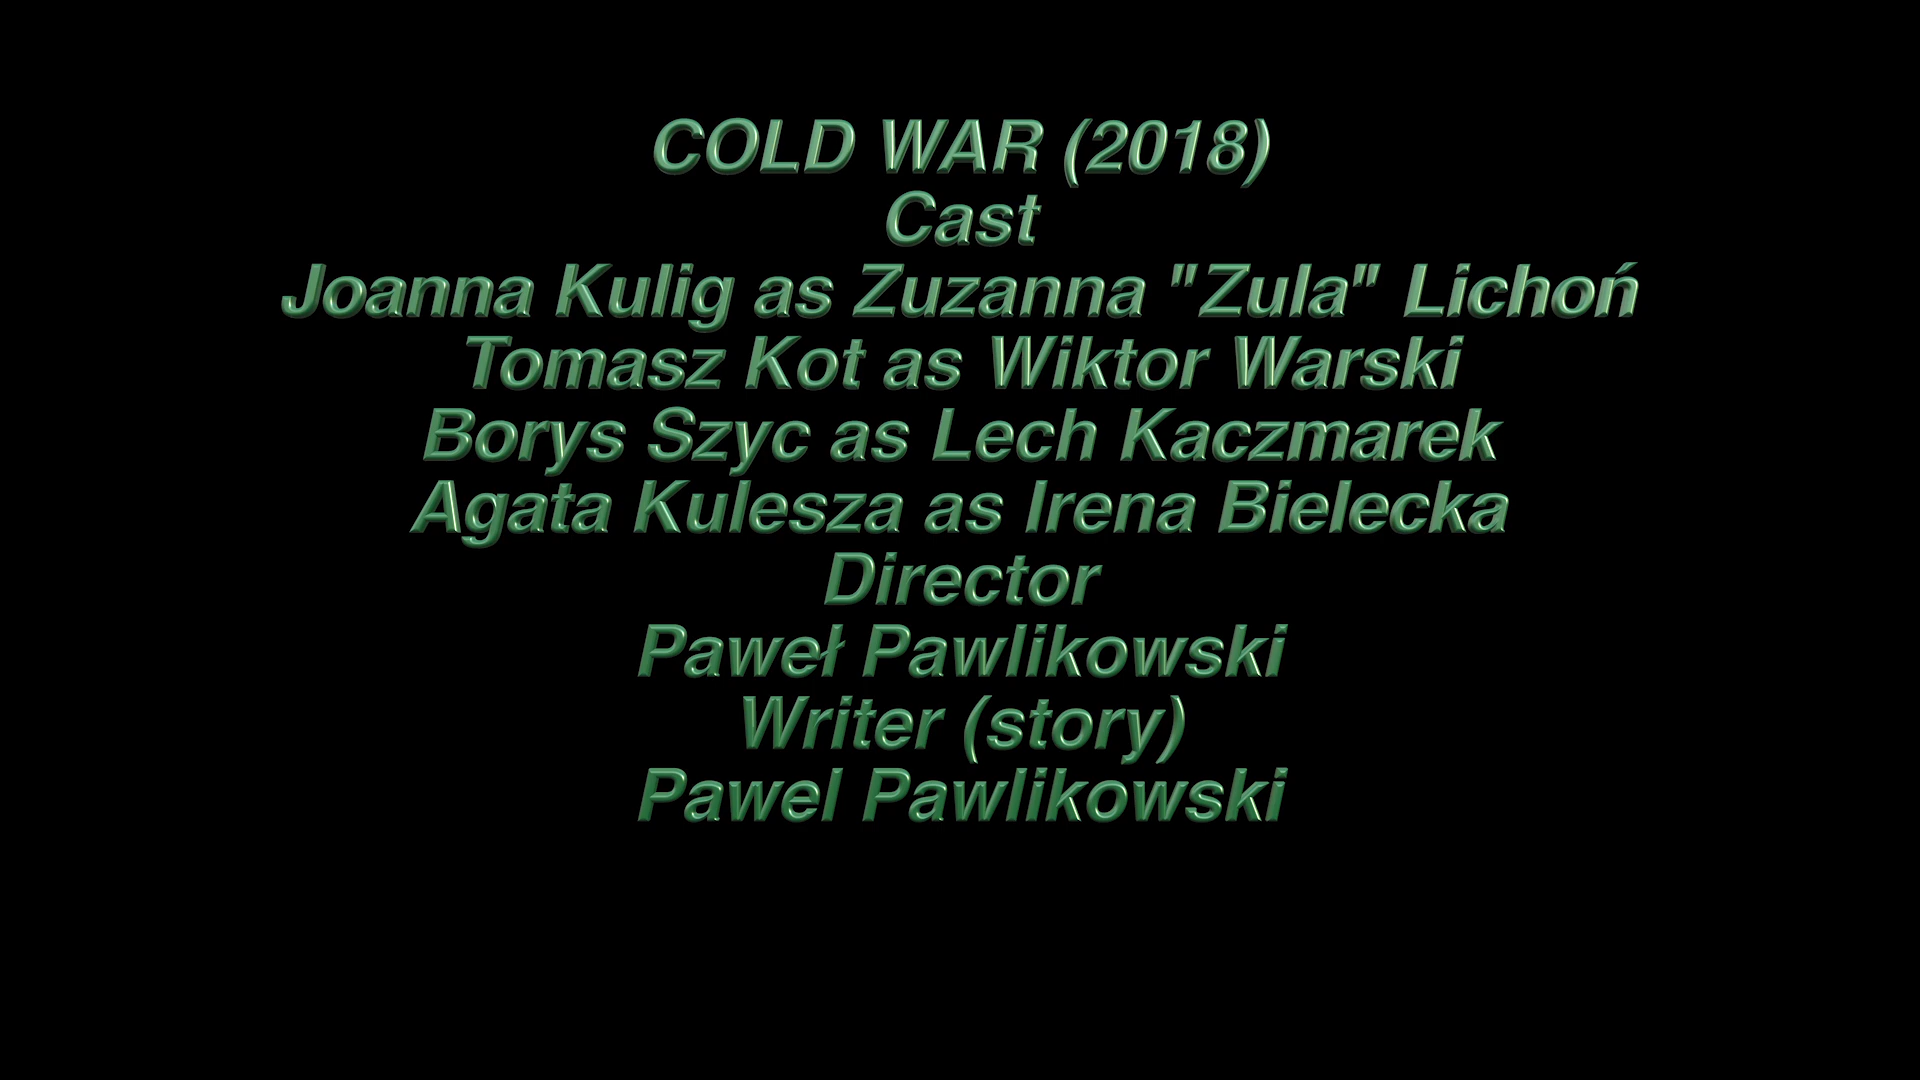 COLD WAR (2018)
Cast
Joanna Kulig as Zuzanna "Zula" Lichoń
Tomasz Kot as Wiktor Warski
Borys Szyc as Lech Kaczmarek
Agata Kulesza as Irena Bielecka
Director
Paweł Pawlikowski
Writer (story)
Pawel Pawlikowski